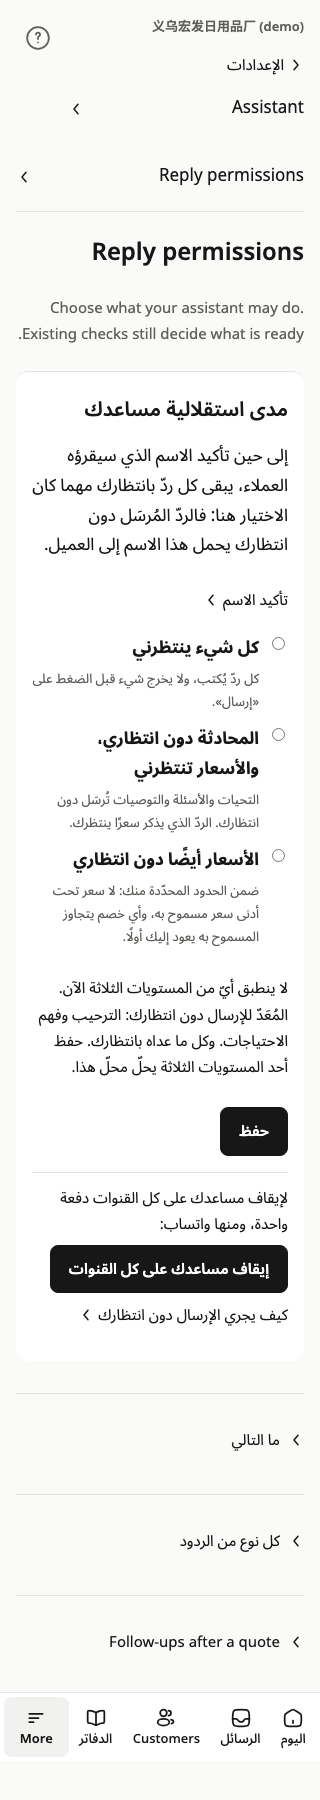 义乌宏发日用品厂 (demo)
الإعدادات
Assistant
Reply permissions
Reply permissions
Choose what your assistant may do.
Existing checks still decide what is ready.
مدى استقلالية مساعدك
إلى حين تأكيد الاسم الذي سيقرؤه
العملاء، يبقى كل ردّ بانتظارك مهما كان
الاختيار هنا: فالردّ المُرسَل دون
انتظارك يحمل هذا الاسم إلى العميل.
تأكيد الاسم
كل شيء ينتظرني
كل ردّ يُكتب، ولا يخرج شيء قبل الضغط على
«إرسال».
المحادثة دون انتظاري،
والأسعار تنتظرني
التحيات والأسئلة والتوصيات تُرسَل دون
انتظارك. الردّ الذي يذكر سعرًا ينتظرك.
الأسعار أيضًا دون انتظاري
ضمن الحدود المحدّدة منك: لا سعر تحت
أدنى سعر مسموح به، وأي خصم يتجاوز
المسموح به يعود إليك أولًا.
لا ينطبق أيّ من المستويات الثلاثة الآن.
المُعَدّ للإرسال دون انتظارك: الترحيب وفهم
الاحتياجات. وكل ما عداه بانتظارك. حفظ
أحد المستويات الثلاثة يحلّ محلّ هذا.
حفظ
لإيقاف مساعدك على كل القنوات دفعة
واحدة، ومنها واتساب:
إيقاف مساعدك على كل القنوات
كيف يجري الإرسال دون انتظارك
ما التالي
كل نوع من الردود
Follow-ups after a quote
اليوم
الرسائل
Customers
الدفاتر
More